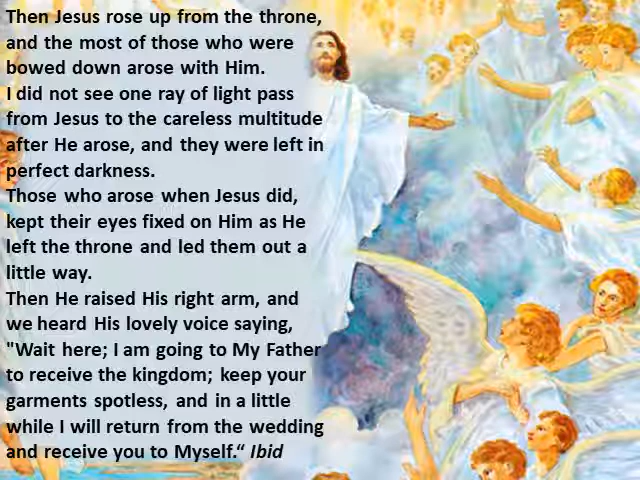 Then Jesus rose up from the throne,
and the most of those who were
bowed down arose with Him.
I did not see one ray of light pass
from Jesus to the careless multitude
after He arose, and they were left in
perfect darkness.
Those who arose when Jesus did,
kept their eyes fixed on Him as He
left the throne and led them out a
little way.
Then He raised His right arm, and
we heard His lovely voice saying,
"Wait here; I am going to My Father
to receive the kingdom; keep your
garments spotless, and in a little
while I will return from the wedding
and receive you to Myself.“ Ibid